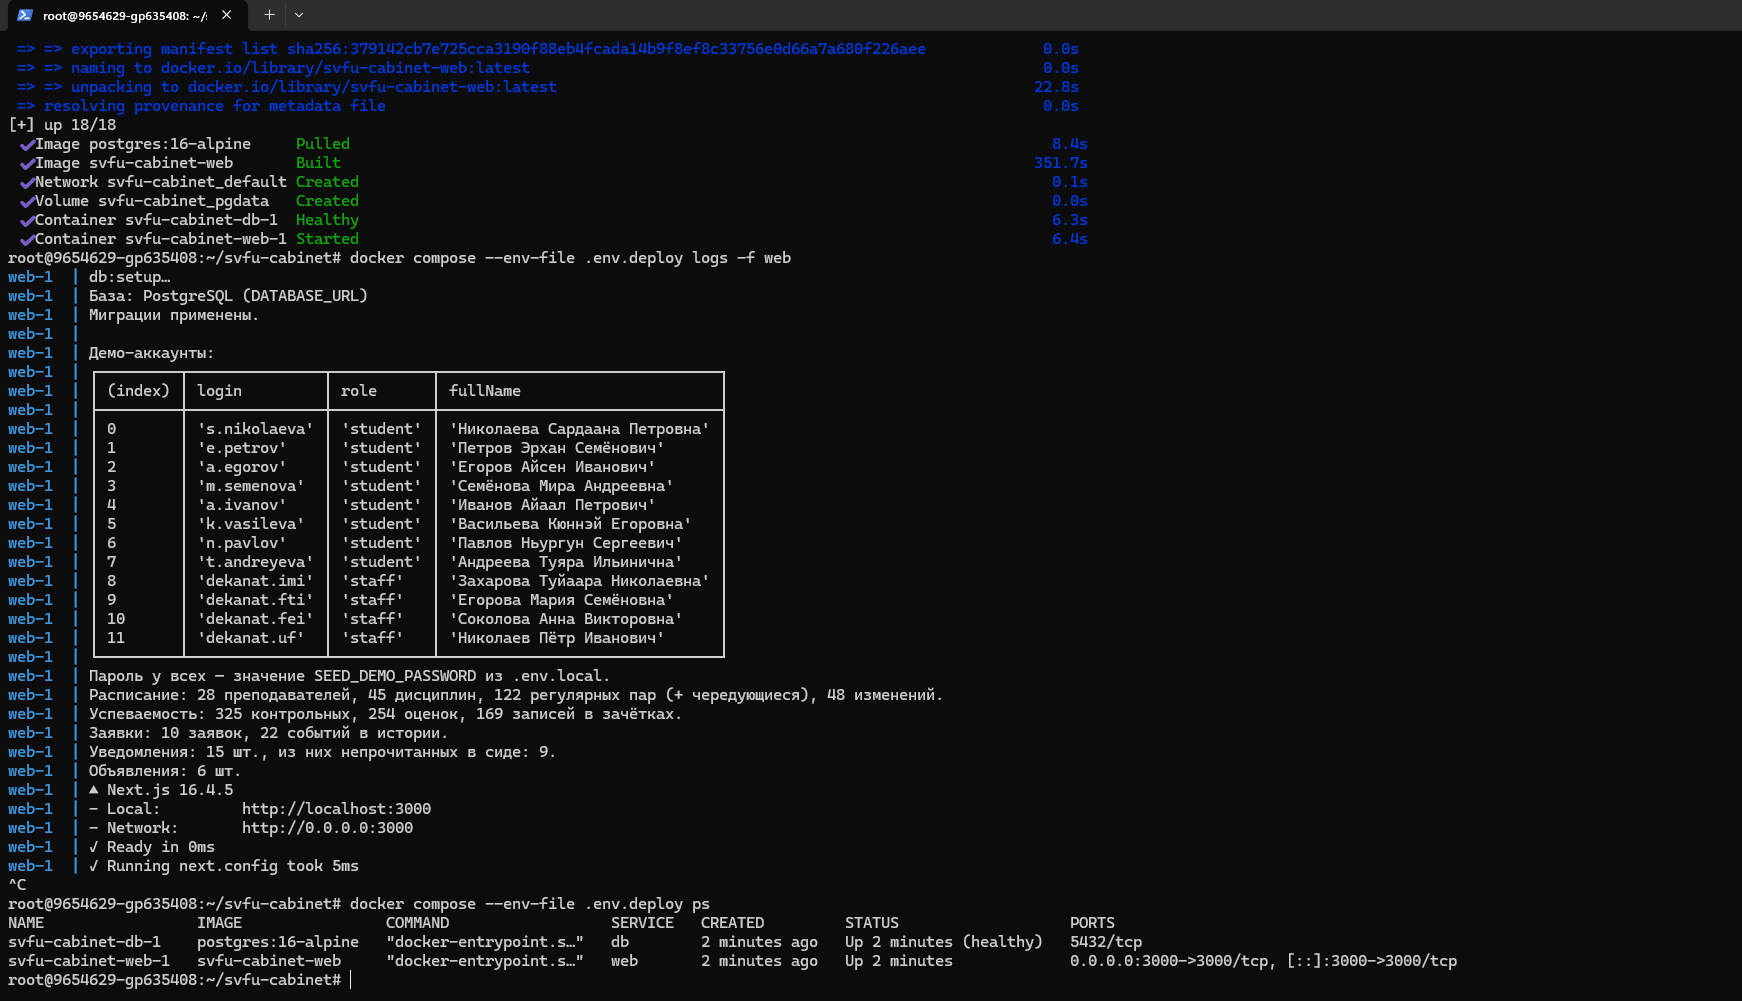 root@9654629-gp635408: ~/s
=> => exporting manifest list sha256:379142cb7e725cca3190f88eb4fcada14b9f8ef8c33756e0d66a7a680f226aee 0.0s
=> => naming to docker.io/library/svfu-cabinet-web:latest 0.0s
=> => unpacking to docker.io/library/svfu-cabinet-web:latest 22.8s
=> resolving provenance for metadata file 0.0s
[+] up 18/18
✔Image postgres:16-alpine Pulled 8.4s
✔Image svfu-cabinet-web Built 351.7s
✔Network svfu-cabinet_default Created 0.1s
✔Volume svfu-cabinet_pgdata Created 0.0s
✔Container svfu-cabinet-db-1 Healthy 6.3s
✔Container svfu-cabinet-web-1 Started 6.4s
root@9654629-gp635408:~/svfu-cabinet# docker compose --env-file .env.deploy logs -f web
web-1 | db:setup…
web-1 | База: PostgreSQL (DATABASE_URL)
web-1 | Миграции применены.
web-1 |
web-1 | Демо-аккаунты:
web-1 |
web-1 | (index) login role fullName
web-1 |
web-1 | 0 's.nikolaeva' 'student' 'Николаева Сардаана Петровна'
web-1 | 1 'e.petrov' 'student' 'Петров Эрхан Семёнович'
web-1 | 2 'a.egorov' 'student' 'Егоров Айсен Иванович'
web-1 | 3 'm.semenova' 'student' 'Семёнова Мира Андреевна'
web-1 | 4 'a.ivanov' 'student' 'Иванов Айаал Петрович'
web-1 | 5 'k.vasileva' 'student' 'Васильева Кюннэй Егоровна'
web-1 | 6 'n.pavlov' 'student' 'Павлов Ньургун Сергеевич'
web-1 | 7 't.andreyeva' 'student' 'Андреева Туяра Ильинична'
web-1 | 8 'dekanat.imi' 'staff' 'Захарова Туйаара Николаевна'
web-1 | 9 'dekanat.fti' 'staff' 'Егорова Мария Семёновна'
web-1 | 10 'dekanat.fei' 'staff' 'Соколова Анна Викторовна'
web-1 | 11 'dekanat.uf' 'staff' 'Николаев Пётр Иванович'
web-1 |
web-1 | Пароль у всех — значение SEED_DEMO_PASSWORD из .env.local.
web-1 | Расписание: 28 преподавателей, 45 дисциплин, 122 регулярных пар (+ чередующиеся), 48 изменений.
web-1 | Успеваемость: 325 контрольных, 254 оценок, 169 записей в зачётках.
web-1 | Заявки: 10 заявок, 22 событий в истории.
web-1 | Уведомления: 15 шт., из них непрочитанных в сиде: 9.
web-1 | Объявления: 6 шт.
web-1 | ▲ Next.js 16.4.5
web-1 | - Local: http://localhost:3000
web-1 | - Network: http://0.0.0.0:3000
web-1 | √ Ready in 0ms
web-1 | √ Running next.config took 5ms
^C
root@9654629-gp635408:~/svfu-cabinet# docker compose --env-file .env.deploy ps
NAME IMAGE COMMAND SERVICE CREATED STATUS PORTS
svfu-cabinet-db-1 postgres:16-alpine "docker-entrypoint.s…" db 2 minutes ago Up 2 minutes (healthy) 5432/tcp
svfu-cabinet-web-1 svfu-cabinet-web "docker-entrypoint.s…" web 2 minutes ago Up 2 minutes 0.0.0.0:3000->3000/tcp, [::]:3000->3000/tcp
root@9654629-gp635408:~/svfu-cabinet#